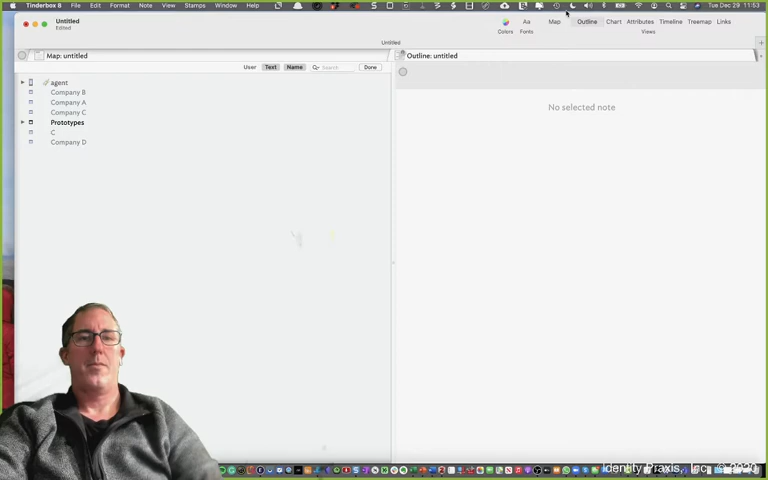 Tinderbox 8 File Edit Format Note View Stamps Window Help
Tue Dec 29 11:53
Untitled
Edited
Colors Fonts
Map Outline Chart Attributes Timeline Treemap Links
Views
Untitled
Map: untitled
Outline: untitled
User Text Name Search Done
agent
Company B
Company A
Company C
Prototypes
C
Company D
No selected note
Identity Praxis, Inc. © 2020